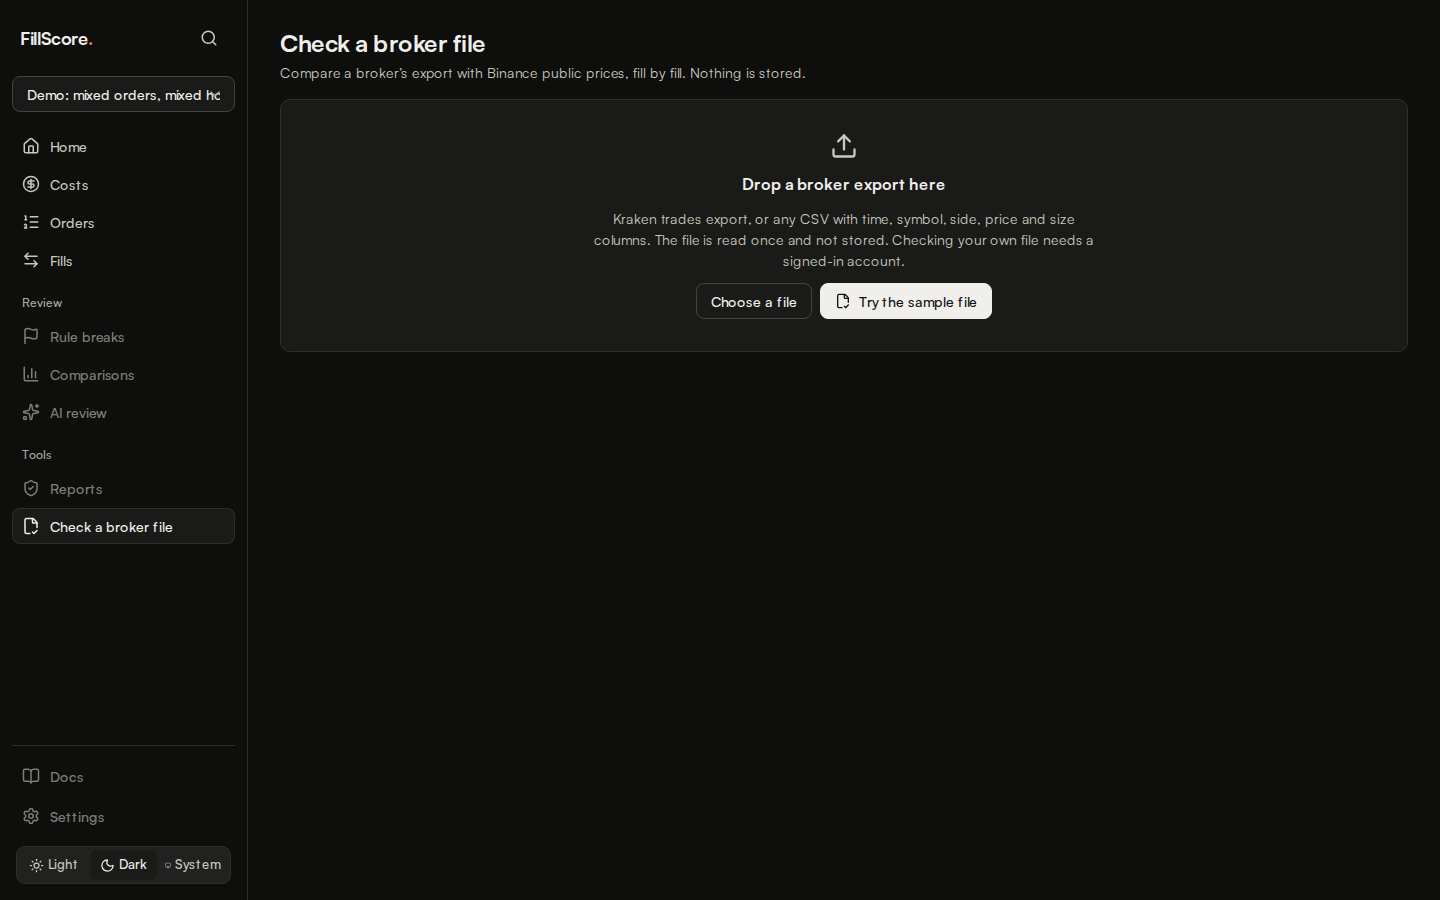 FillScore.
Demo: mixed orders, mixed ho
Home
Costs
Orders
Fills
Review
Rule breaks
Comparisons
AI review
Tools
Reports
Check a broker file
Docs
Settings
Light
Dark
System
Check a broker file
Compare a broker’s export with Binance public prices, fill by fill. Nothing is stored.
Drop a broker export here
Kraken trades export, or any CSV with time, symbol, side, price and size
columns. The file is read once and not stored. Checking your own file needs a
signed-in account.
Choose a file
Try the sample file